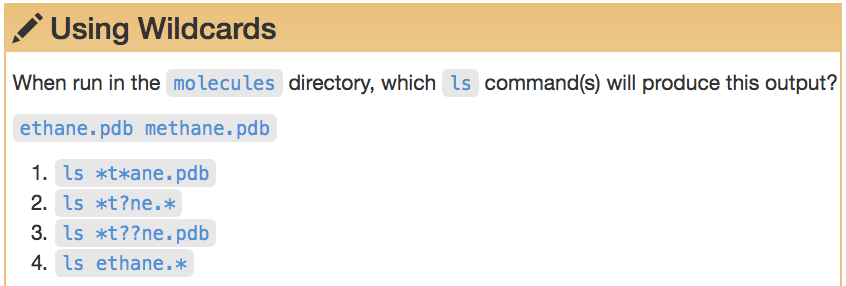 Using Wildcards
When run in the molecules directory, which ls command(s) will produce this output?
ethane.pdb methane.pdb
1. ls *t*ane.pdb
2. ls *t?ne.*
3. ls *t??ne.pdb
4. ls ethane.*